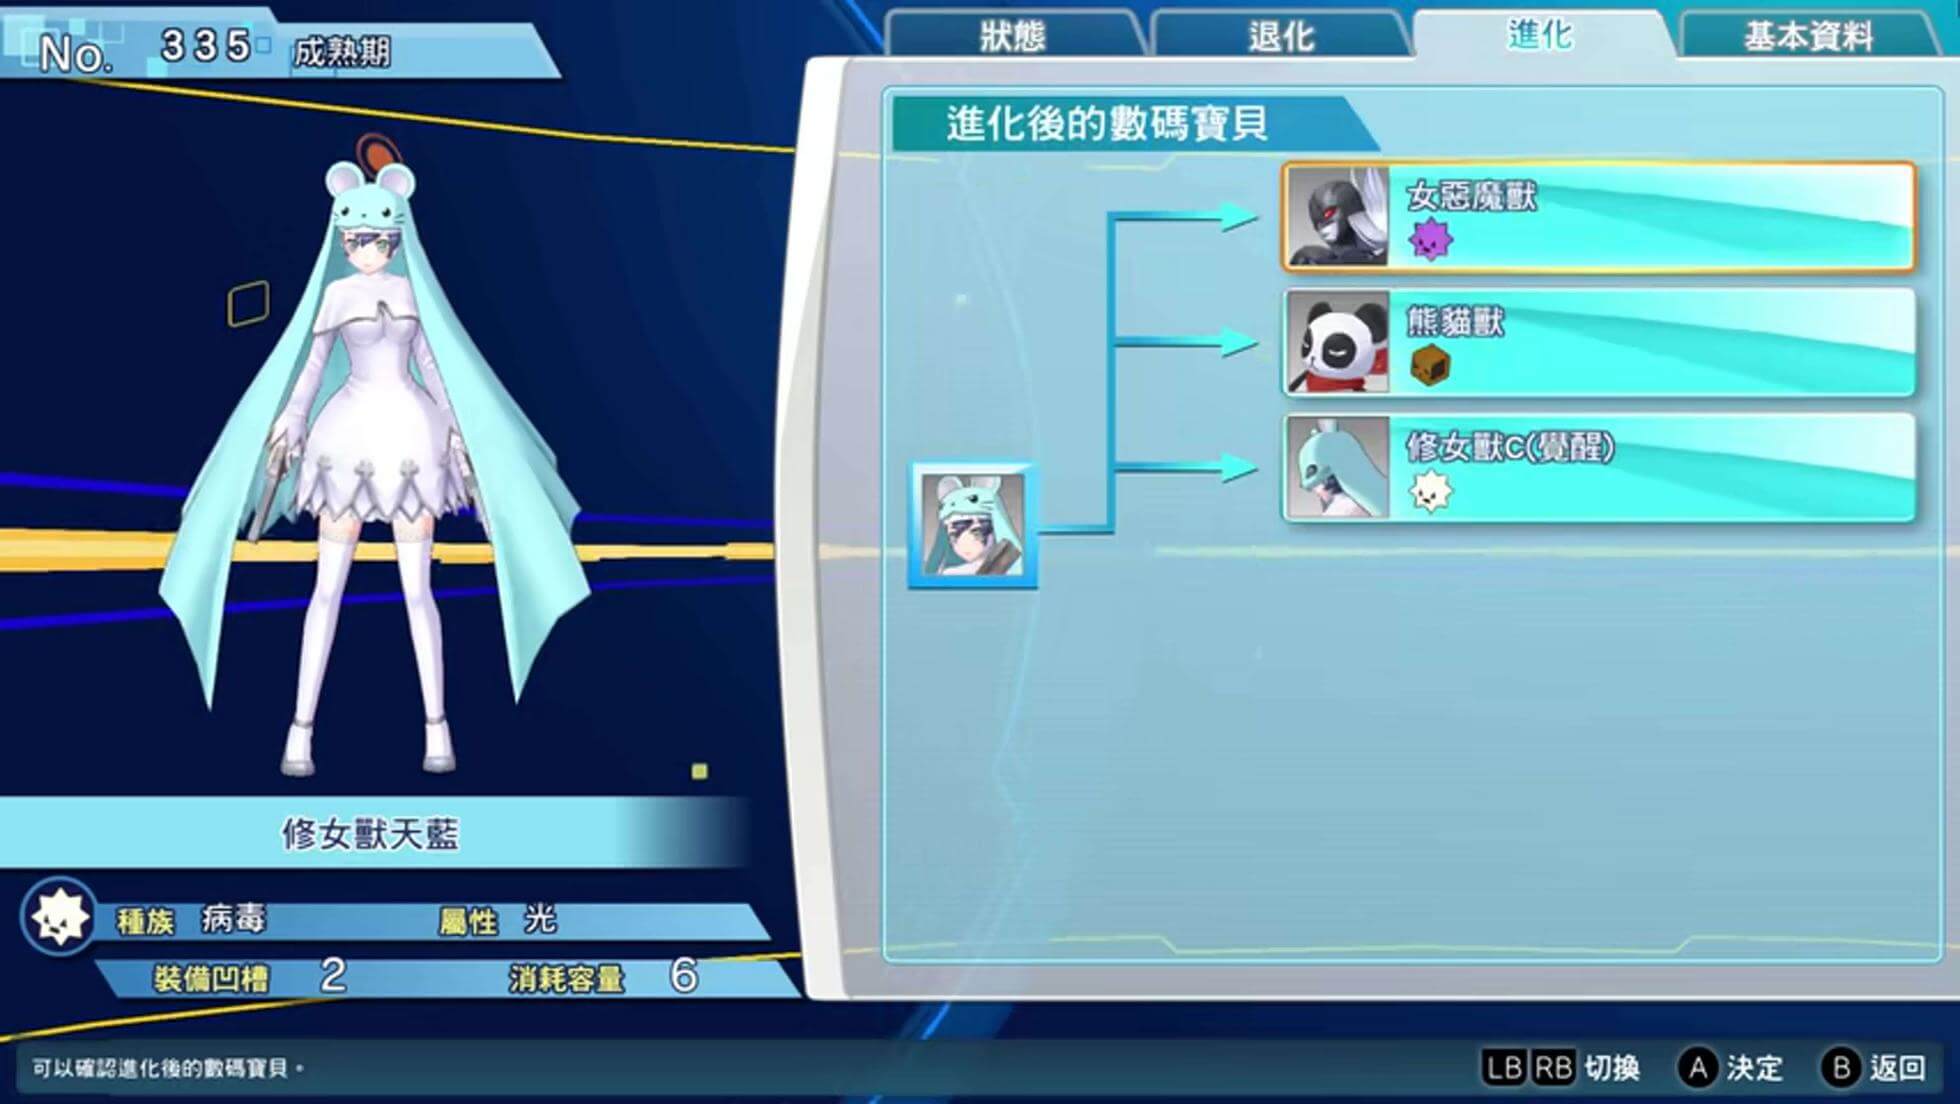 No. 335 成熟期
狀態 退化 進化 基本資料
進化後的數碼寶貝
女惡魔獸
熊貓獸
修女獸C(覺醒)
修女獸天藍
種族 病毒 屬性 光
裝備凹槽 2 消耗容量 6
可以確認進化後的數碼寶貝。
LB RB 切換 A 決定 B 返回